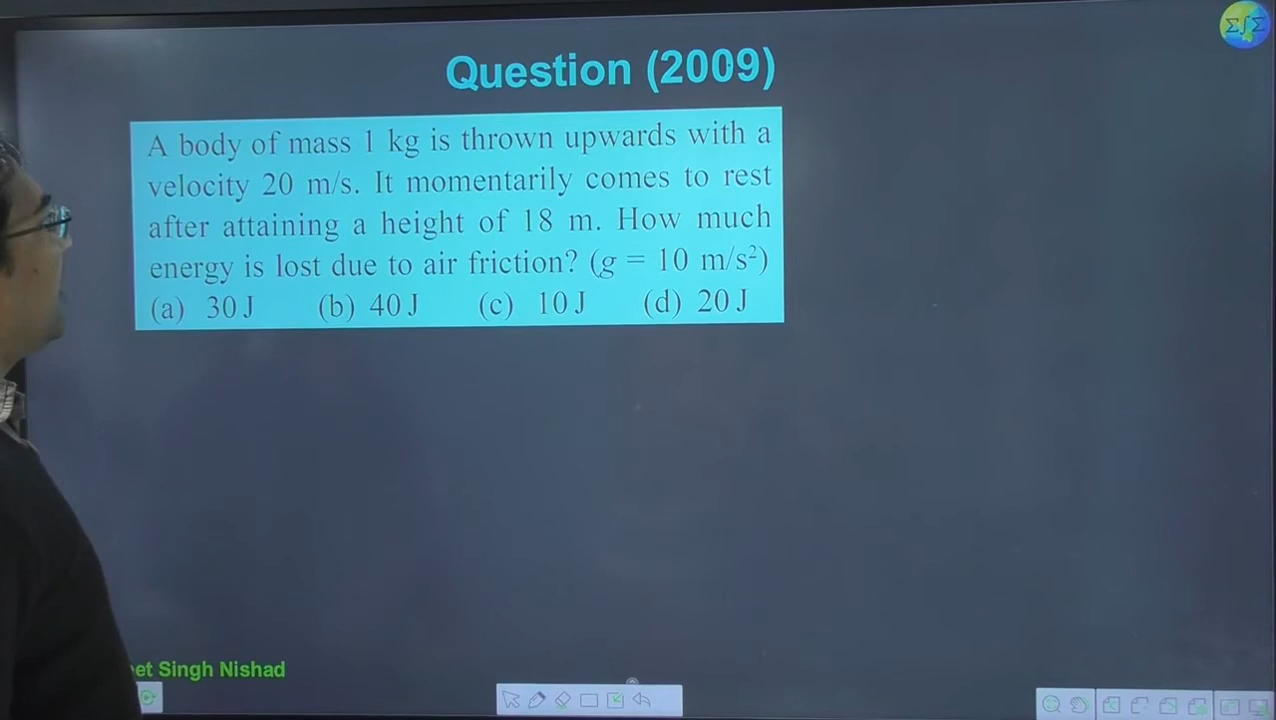 ΣʃΣ
Question (2009)
A body of mass 1 kg is thrown upwards with a
velocity 20 m/s. It momentarily comes to rest
after attaining a height of 18 m. How much
energy is lost due to air friction? (g = 10 m/s²)
(a) 30 J (b) 40 J (c) 10 J (d) 20 J
et Singh Nishad